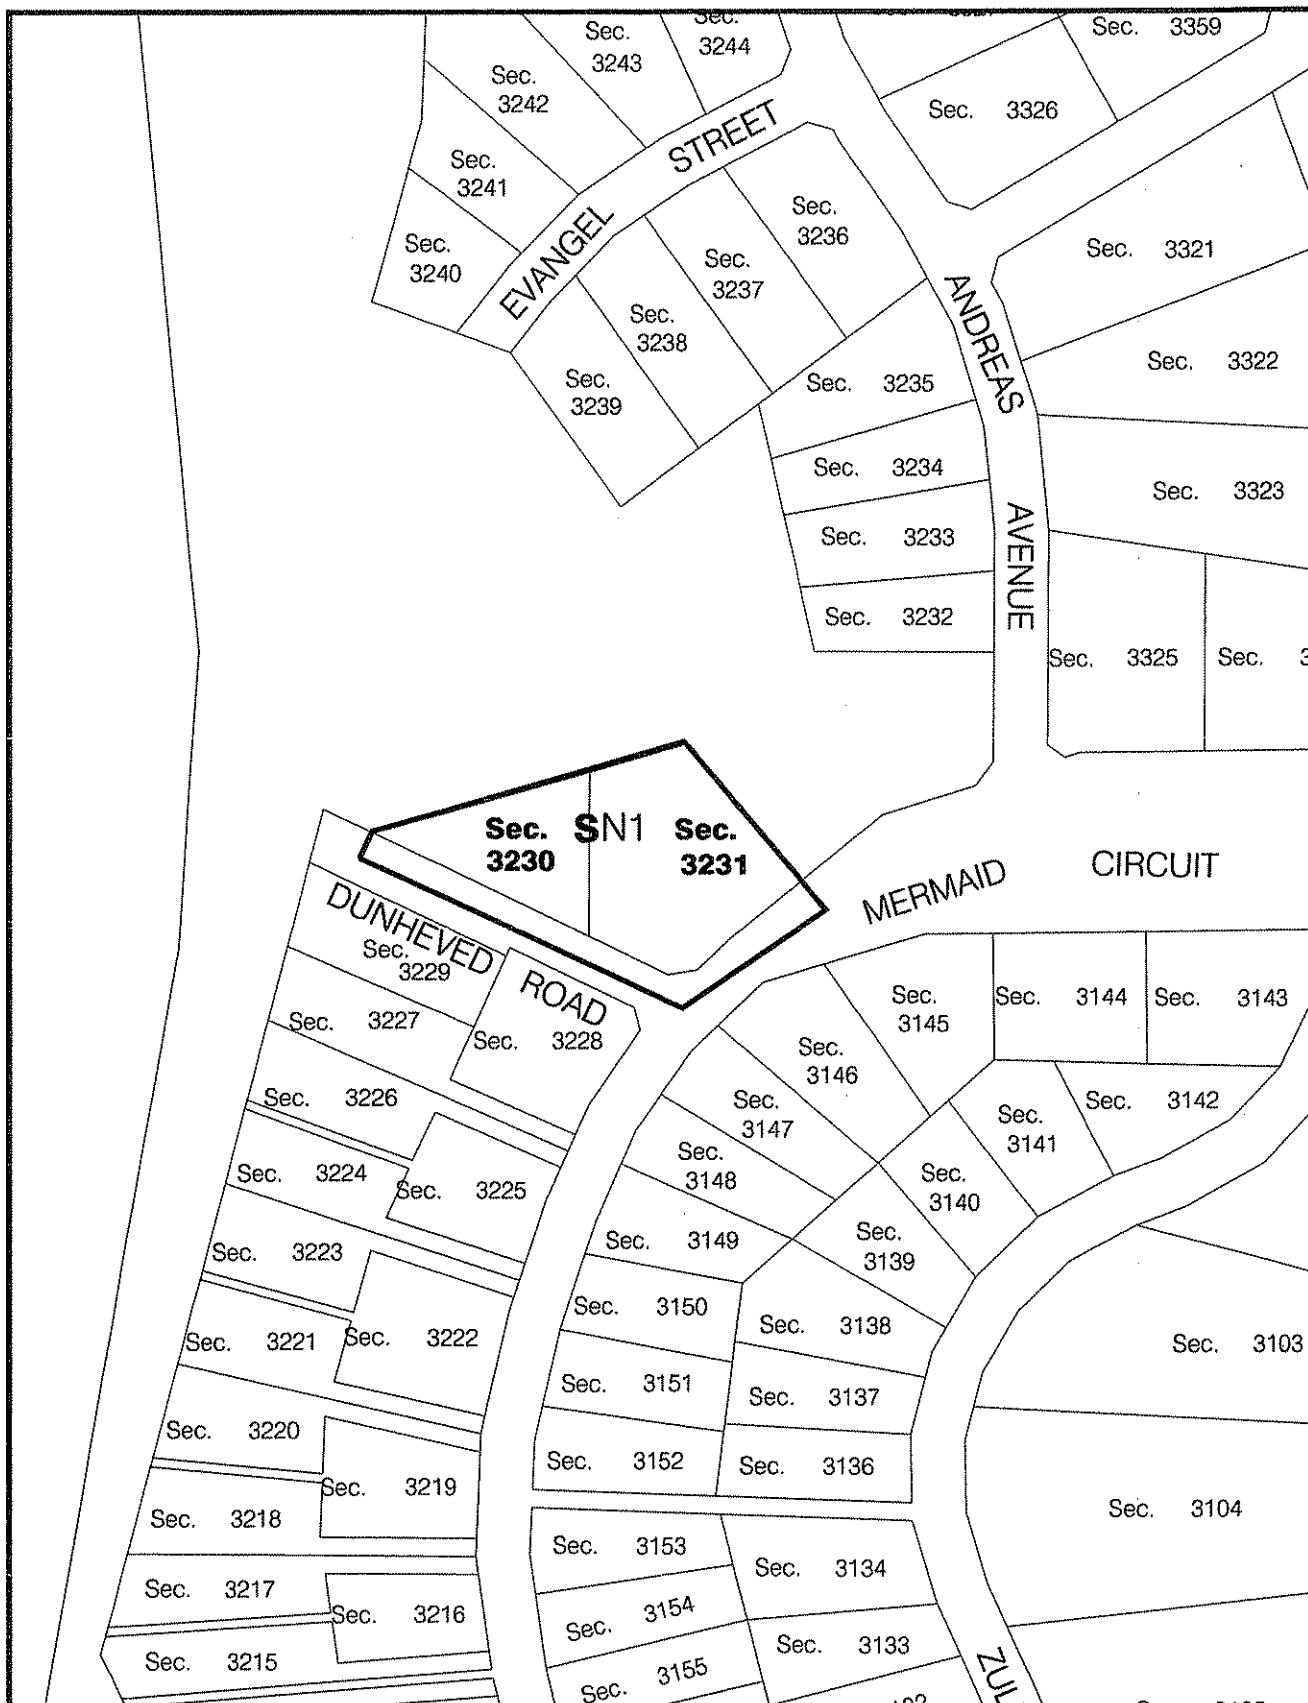 Sec. 3359
Sec.
3244
Sec.
3243
Sec.
3242
Sec. 3326
STREET
Sec.
3241
Sec.
3236
Sec.
3240
EVANGEL
Sec.
3237
Sec. 3321
Sec.
3238
ANDREAS
Sec. 3322
Sec.
3239
Sec. 3235
Sec. 3234
Sec. 3323
Sec. 3233
AVENUE
Sec. 3232
Sec. 3325
Sec. 3
Sec.
3230
SN1
Sec.
3231
MERMAID
CIRCUIT
DUNHEVED
ROAD
Sec.
3229
Sec. 3227
Sec. 3228
Sec.
3145
Sec. 3144
Sec. 3143
Sec.
3146
Sec. 3226
Sec.
3147
Sec.
3141
Sec. 3142
Sec. 3224
Sec. 3225
Sec.
3148
Sec.
3140
Sec. 3223
Sec. 3149
Sec.
3139
Sec. 3150
Sec. 3138
Sec. 3221
Sec. 3222
Sec. 3103
Sec. 3151
Sec. 3137
Sec. 3220
Sec. 3152
Sec. 3136
Sec. 3219
Sec. 3218
Sec. 3104
Sec. 3153
Sec. 3134
Sec. 3217
Sec. 3216
Sec. 3154
Sec. 3133
Sec. 3215
Sec. 3155
ZUL